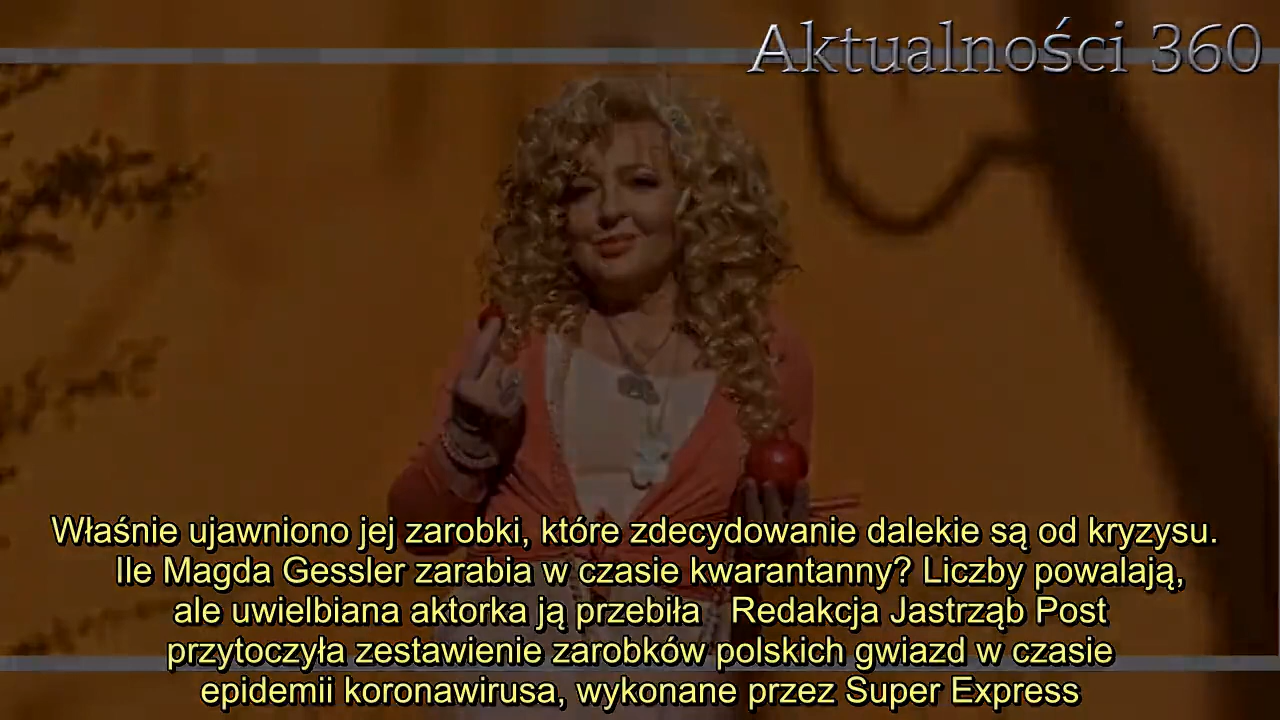 Aktualności 360
Właśnie ujawniono jej zarobki, które zdecydowanie dalekie są od kryzysu.
Ile Magda Gessler zarabia w czasie kwarantanny? Liczby powalają,
ale uwielbiana aktorka ją przebiła   Redakcja Jastrząb Post
przytoczyła zestawienie zarobków polskich gwiazd w czasie
epidemii koronawirusa, wykonane przez Super Express